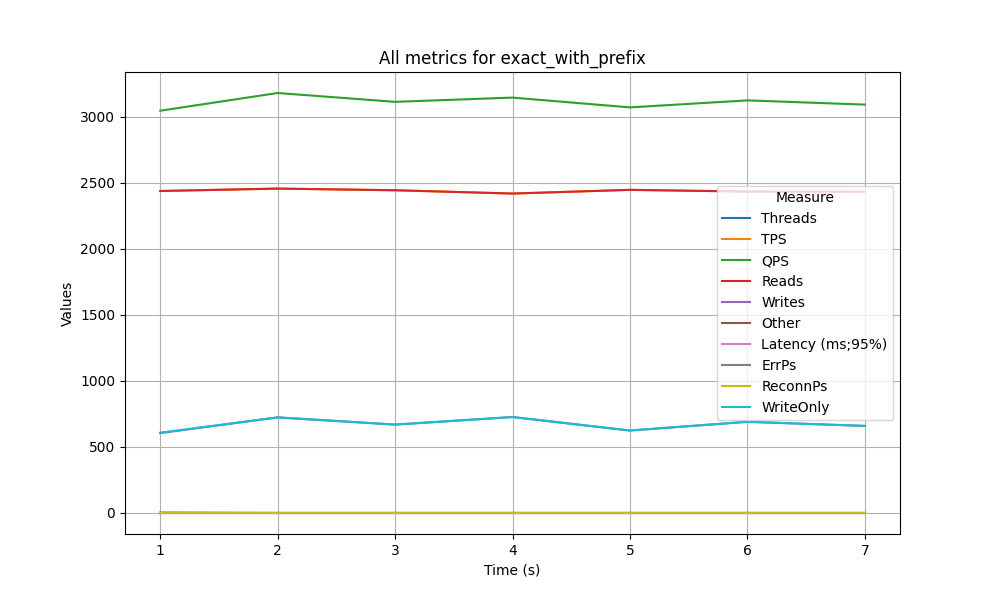 All metrics for exact_with_prefix
Values
3000
2500
2000
1500
1000
500
0
Measure
Threads
TPS
QPS
Reads
Writes
Other
Latency (ms;95%)
ErrPs
ReconnPs
WriteOnly
1 2 3 4 5 6 7
Time (s)